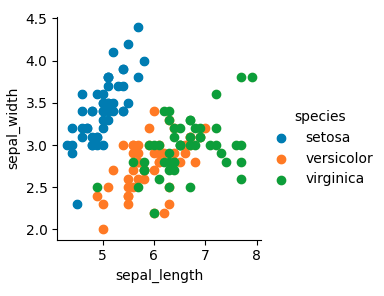 4.5
4.0
3.5
3.0
2.5
2.0
sepal_width
5
6
7
8
sepal_length
species
setosa
versicolor
virginica